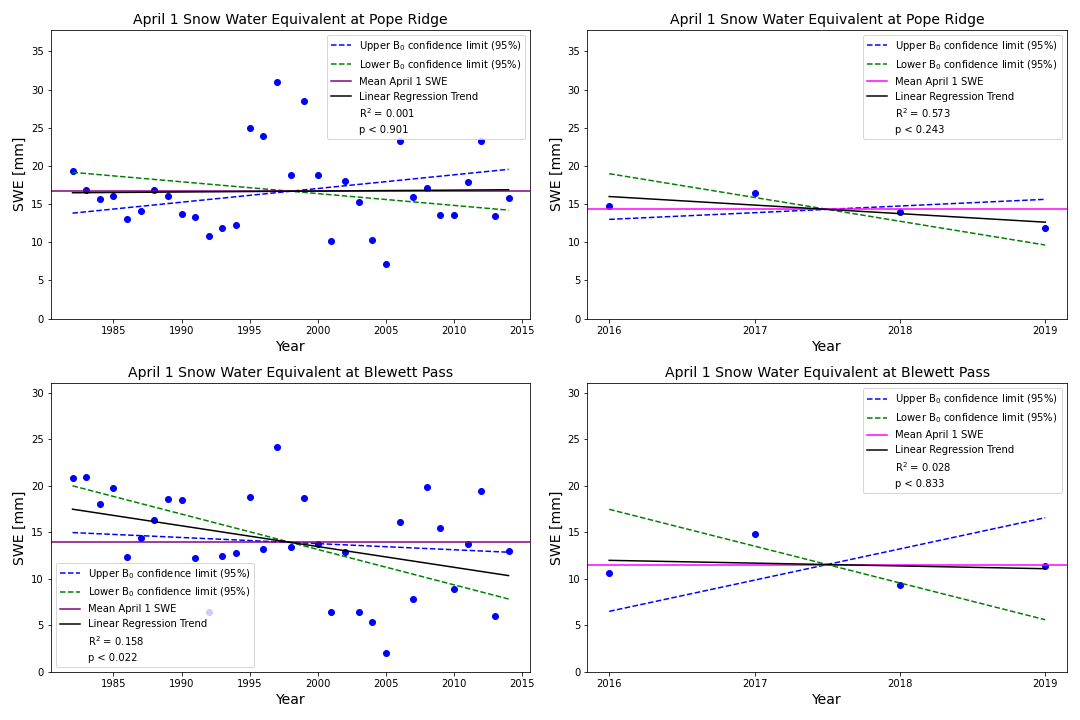 April 1 Snow Water Equivalent at Pope Ridge
SWE [mm]
35
30
25
20
15
10
5
0
Upper B₀ confidence limit (95%)
Lower B₀ confidence limit (95%)
Mean April 1 SWE
Linear Regression Trend
R² = 0.001
p < 0.901
1985 1990 1995 2000 2005 2010 2015
Year
April 1 Snow Water Equivalent at Pope Ridge
SWE [mm]
35
30
25
20
15
10
5
0
Upper B₀ confidence limit (95%)
Lower B₀ confidence limit (95%)
Mean April 1 SWE
Linear Regression Trend
R² = 0.573
p < 0.243
2016 2017 2018 2019
Year
April 1 Snow Water Equivalent at Blewett Pass
SWE [mm]
30
25
20
15
10
5
0
Upper B₀ confidence limit (95%)
Lower B₀ confidence limit (95%)
Mean April 1 SWE
Linear Regression Trend
R² = 0.158
p < 0.022
1985 1990 1995 2000 2005 2010 2015
Year
April 1 Snow Water Equivalent at Blewett Pass
SWE [mm]
30
25
20
15
10
5
0
Upper B₀ confidence limit (95%)
Lower B₀ confidence limit (95%)
Mean April 1 SWE
Linear Regression Trend
R² = 0.028
p < 0.833
2016 2017 2018 2019
Year